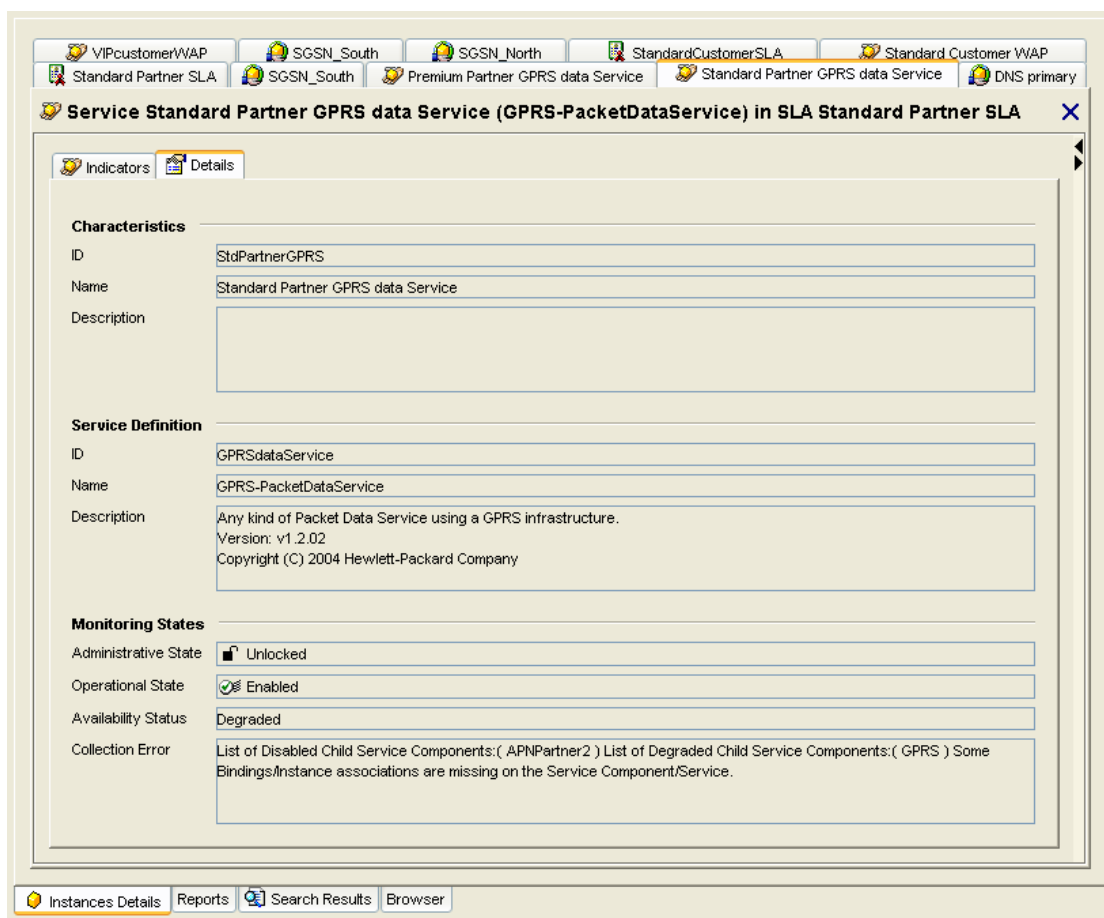 VIPcustomerWAP
SGSN_South
SGSN_North
StandardCustomerSLA
Standard Customer WAP
Standard Partner SLA
SGSN_South
Premium Partner GPRS data Service
Standard Partner GPRS data Service
DNS primary
Service Standard Partner GPRS data Service (GPRS-PacketDataService) in SLA Standard Partner SLA
Indicators
Details
Characteristics
ID
StdPartnerGPRS
Name
Standard Partner GPRS data Service
Description
Service Definition
ID
GPRSdataService
Name
GPRS-PacketDataService
Description
Any kind of Packet Data Service using a GPRS infrastructure.
Version: v1.2.02
Copyright (C) 2004 Hewlett-Packard Company
Monitoring States
Administrative State
Unlocked
Operational State
Enabled
Availability Status
Degraded
Collection Error
List of Disabled Child Service Components:( APNPartner2 ) List of Degraded Child Service Components:( GPRS ) Some
Bindings/Instance associations are missing on the Service Component/Service.
Instances Details
Reports
Search Results
Browser